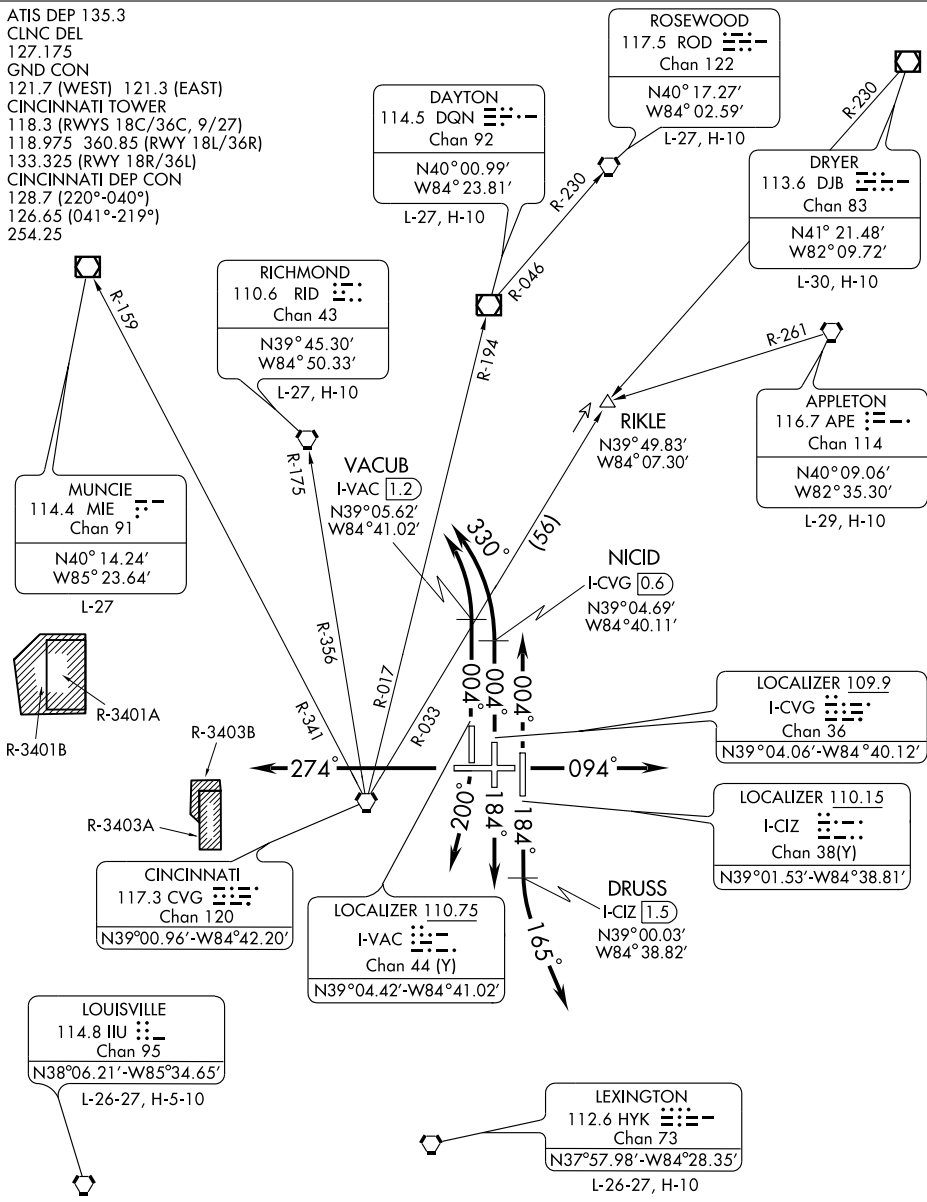 ATIS DEP 135.3
CLNC DEL
127.175
GND CON
121.7 (WEST) 121.3 (EAST)
CINCINNATI TOWER
118.3 (RWYS 18C/36C, 9/27)
118.975 360.85 (RWY 18L/36R)
133.325 (RWY 18R/36L)
CINCINNATI DEP CON
128.7 (220°-040°)
126.65 (041°-219°)
254.25
ROSEWOOD
117.5 ROD
Chan 122
N40° 17.27'
W84° 02.59'
L-27, H-10
DAYTON
114.5 DQN
Chan 92
N40° 00.99'
W84° 23.81'
L-27, H-10
DRYER
113.6 DJB
Chan 83
N41° 21.48'
W82° 09.72'
L-30, H-10
R-230
R-230
R-046
RICHMOND
110.6 RID
Chan 43
N39° 45.30'
W84° 50.33'
L-27, H-10
R-159
R-194
R-261
RIKLE
N39°49.83'
W84°07.30'
APPLETON
116.7 APE
Chan 114
N40°09.06'
W82°35.30'
L-29, H-10
R-175
VACUB
I-VAC 1.2
N39°05.62'
W84°41.02'
MUNCIE
114.4 MIE
Chan 91
N40° 14.24'
W85° 23.64'
L-27
330°
(56)
NICID
I-CVG 0.6
N39°04.69'
W84°40.11'
R-356
R-017
R-033
R-341
R-3401A
R-3401B
004°
004°
004°
LOCALIZER 109.9
I-CVG
Chan 36
N39°04.06'-W84°40.12'
R-3403B
R-3403A
274°
094°
200°
184°
184°
LOCALIZER 110.15
I-CIZ
Chan 38(Y)
N39°01.53'-W84°38.81'
CINCINNATI
117.3 CVG
Chan 120
N39°00.96'-W84°42.20'
LOCALIZER 110.75
I-VAC
Chan 44 (Y)
N39°04.42'-W84°41.02'
DRUSS
I-CIZ 1.5
N39°00.03'
W84°38.82'
165°
LOUISVILLE
114.8 IIU
Chan 95
N38°06.21'-W85°34.65'
L-26-27, H-5-10
LEXINGTON
112.6 HYK
Chan 73
N37°57.98'-W84°28.35'
L-26-27, H-10